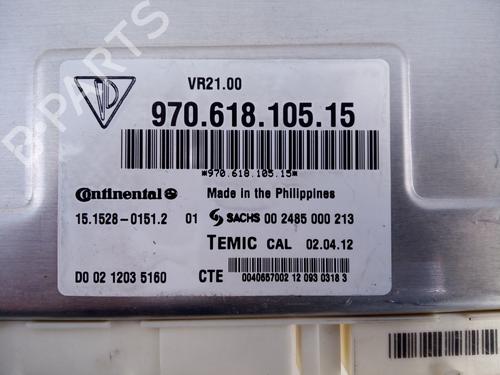 VR21.00
970.618.105.15
*970.618.105.15*
Continental Made in the Philippines
15.1528-0151.2 01 SACHS 00 2485 000 213
TEMIC CAL 02.04.12
D0 02 1203 5160 CTE 0040657002 12 093 0318 3
B-PARTS